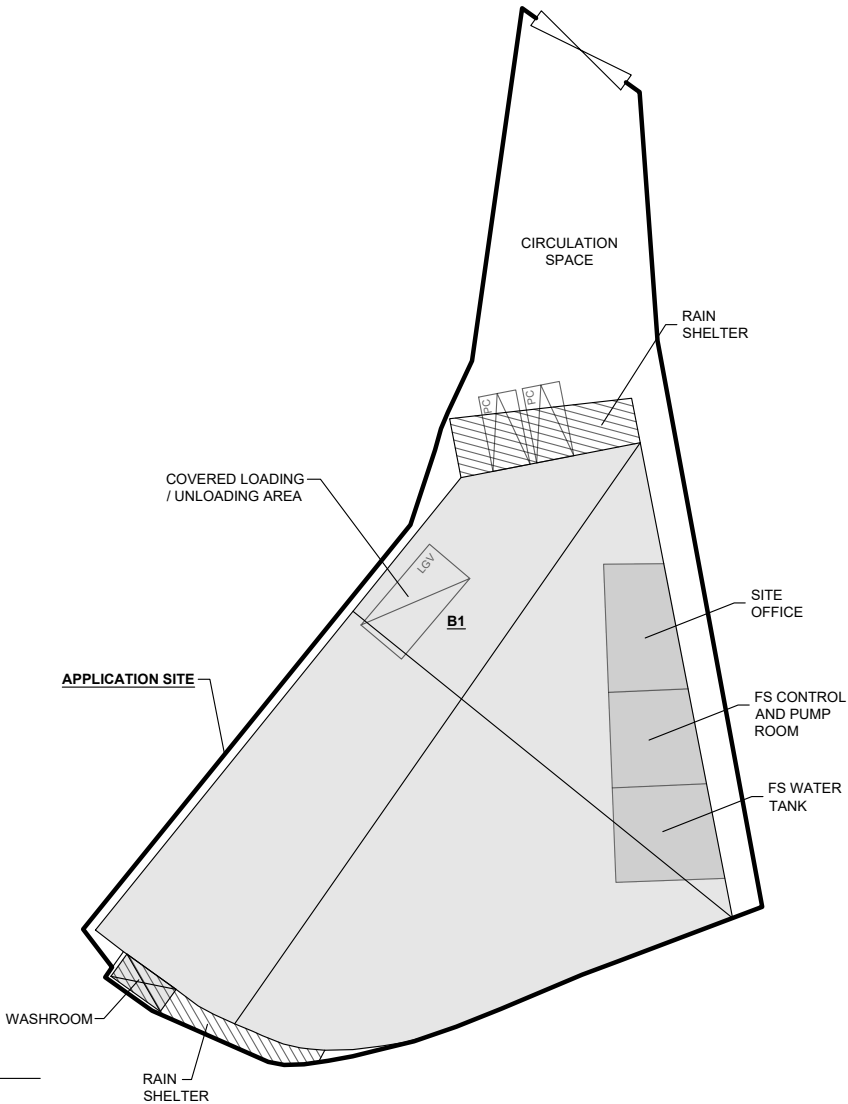 CIRCULATION
SPACE
RAIN
SHELTER
PC
PC
COVERED LOADING
/ UNLOADING AREA
LGV
B1
SITE
OFFICE
APPLICATION SITE
FS CONTROL
AND PUMP
ROOM
FS WATER
TANK
WASHROOM
RAIN
SHELTER